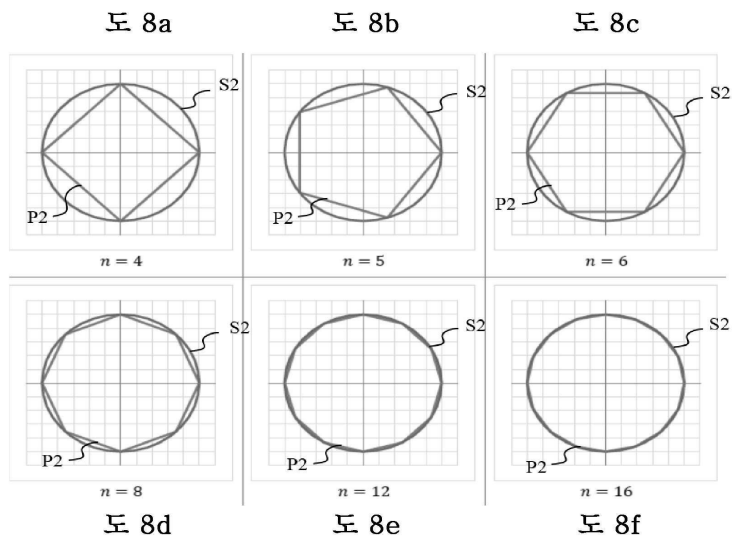 도 8a
도 8b
도 8c
S2
P2
n = 4
S2
P2
n = 5
S2
P2
n = 6
S2
P2
n = 8
S2
P2
n = 12
S2
P2
n = 16
도 8d
도 8e
도 8f